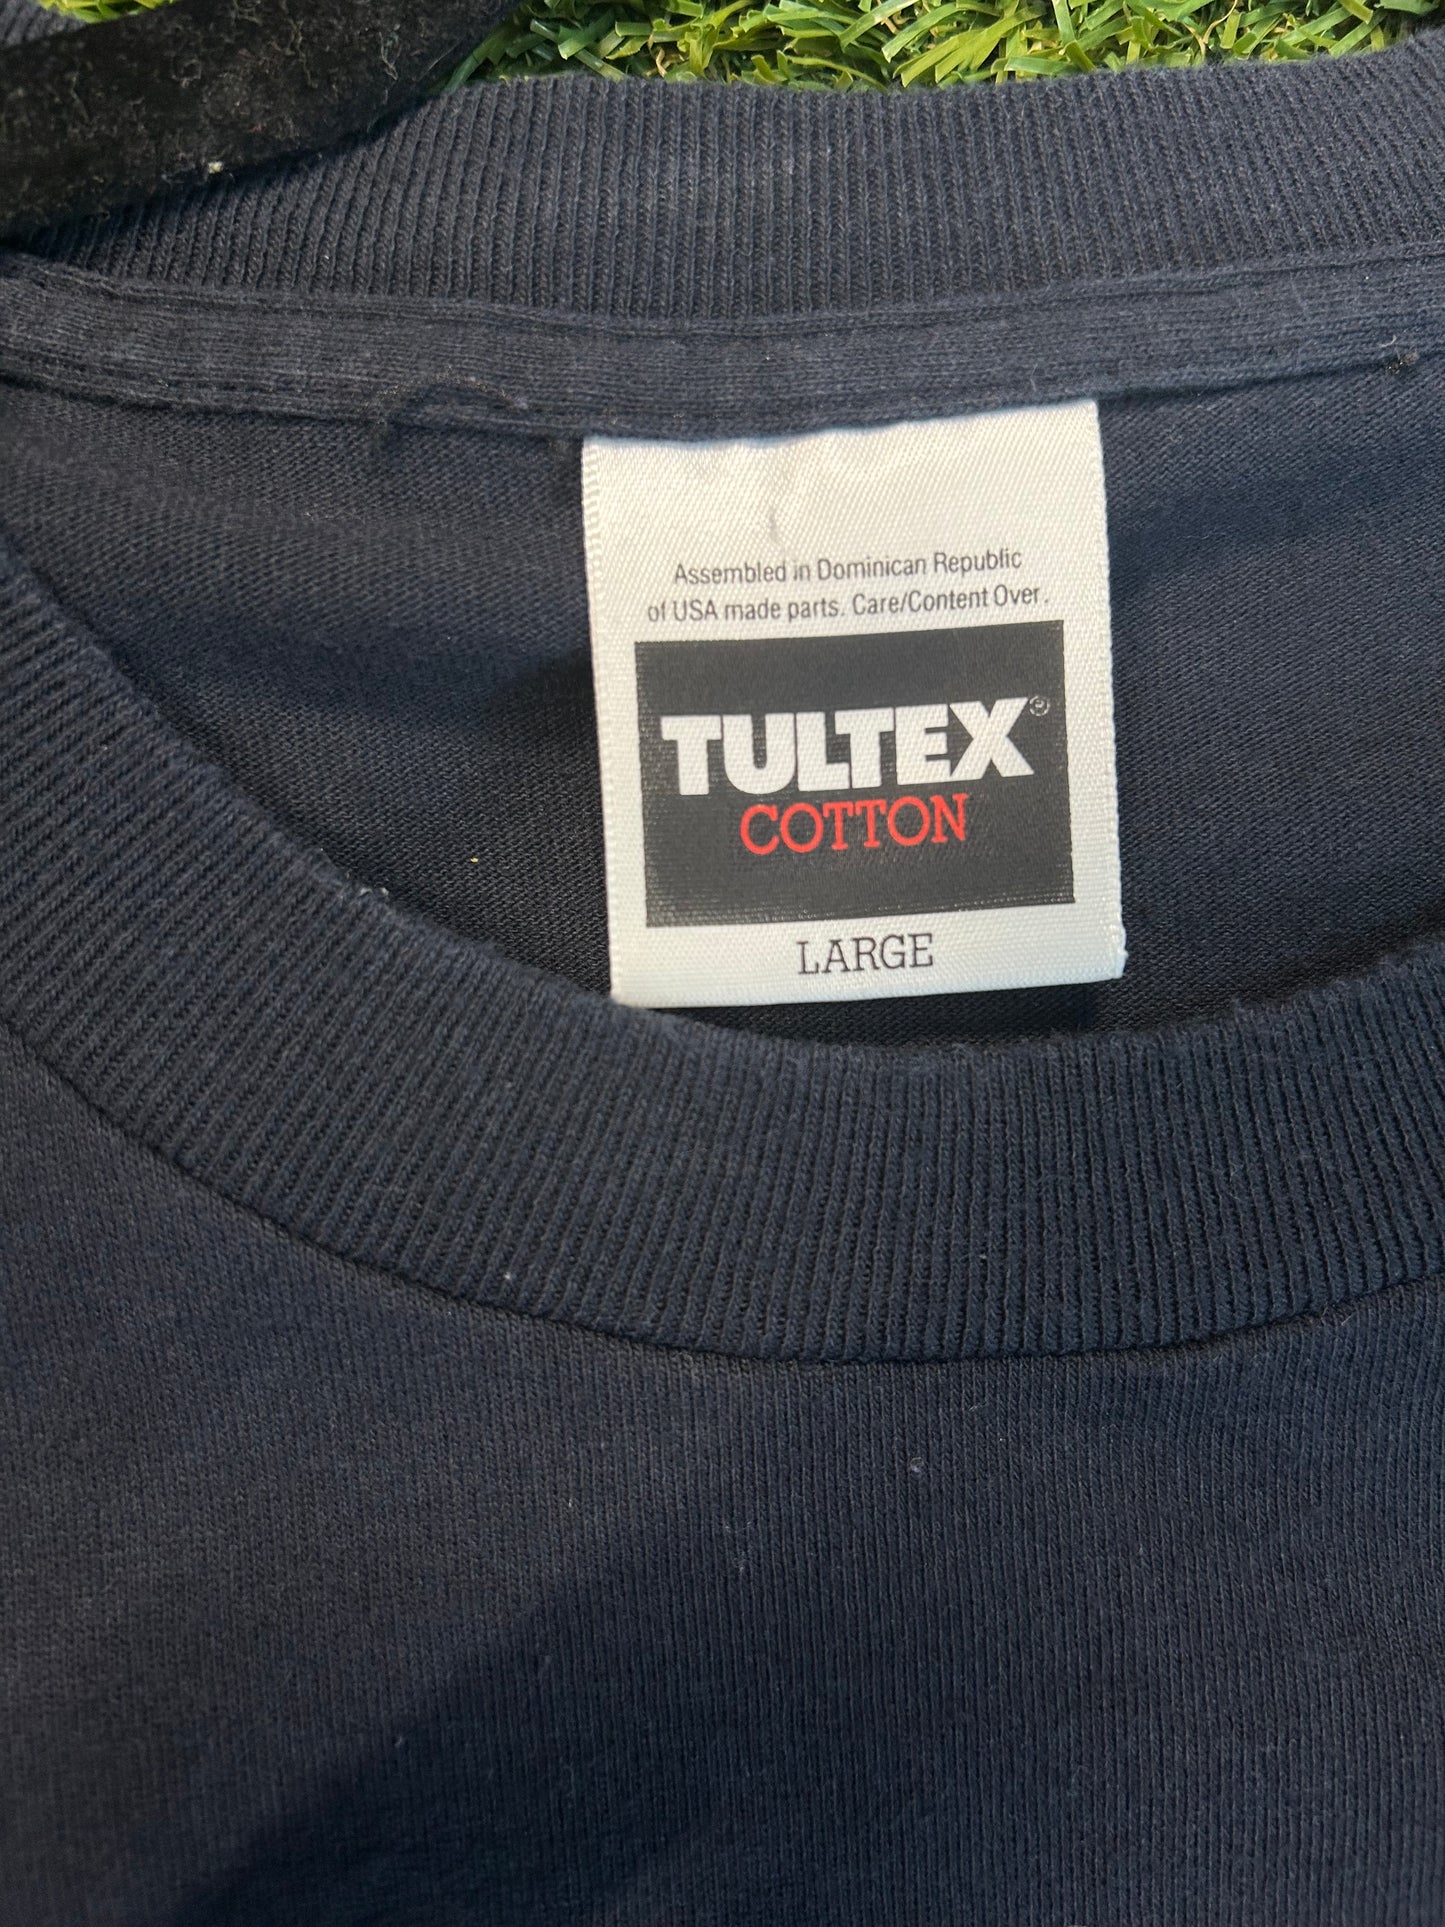 Assembled in Dominican Republic
of USA made parts. Care/Content Over.
TULTEX®
COTTON
LARGE